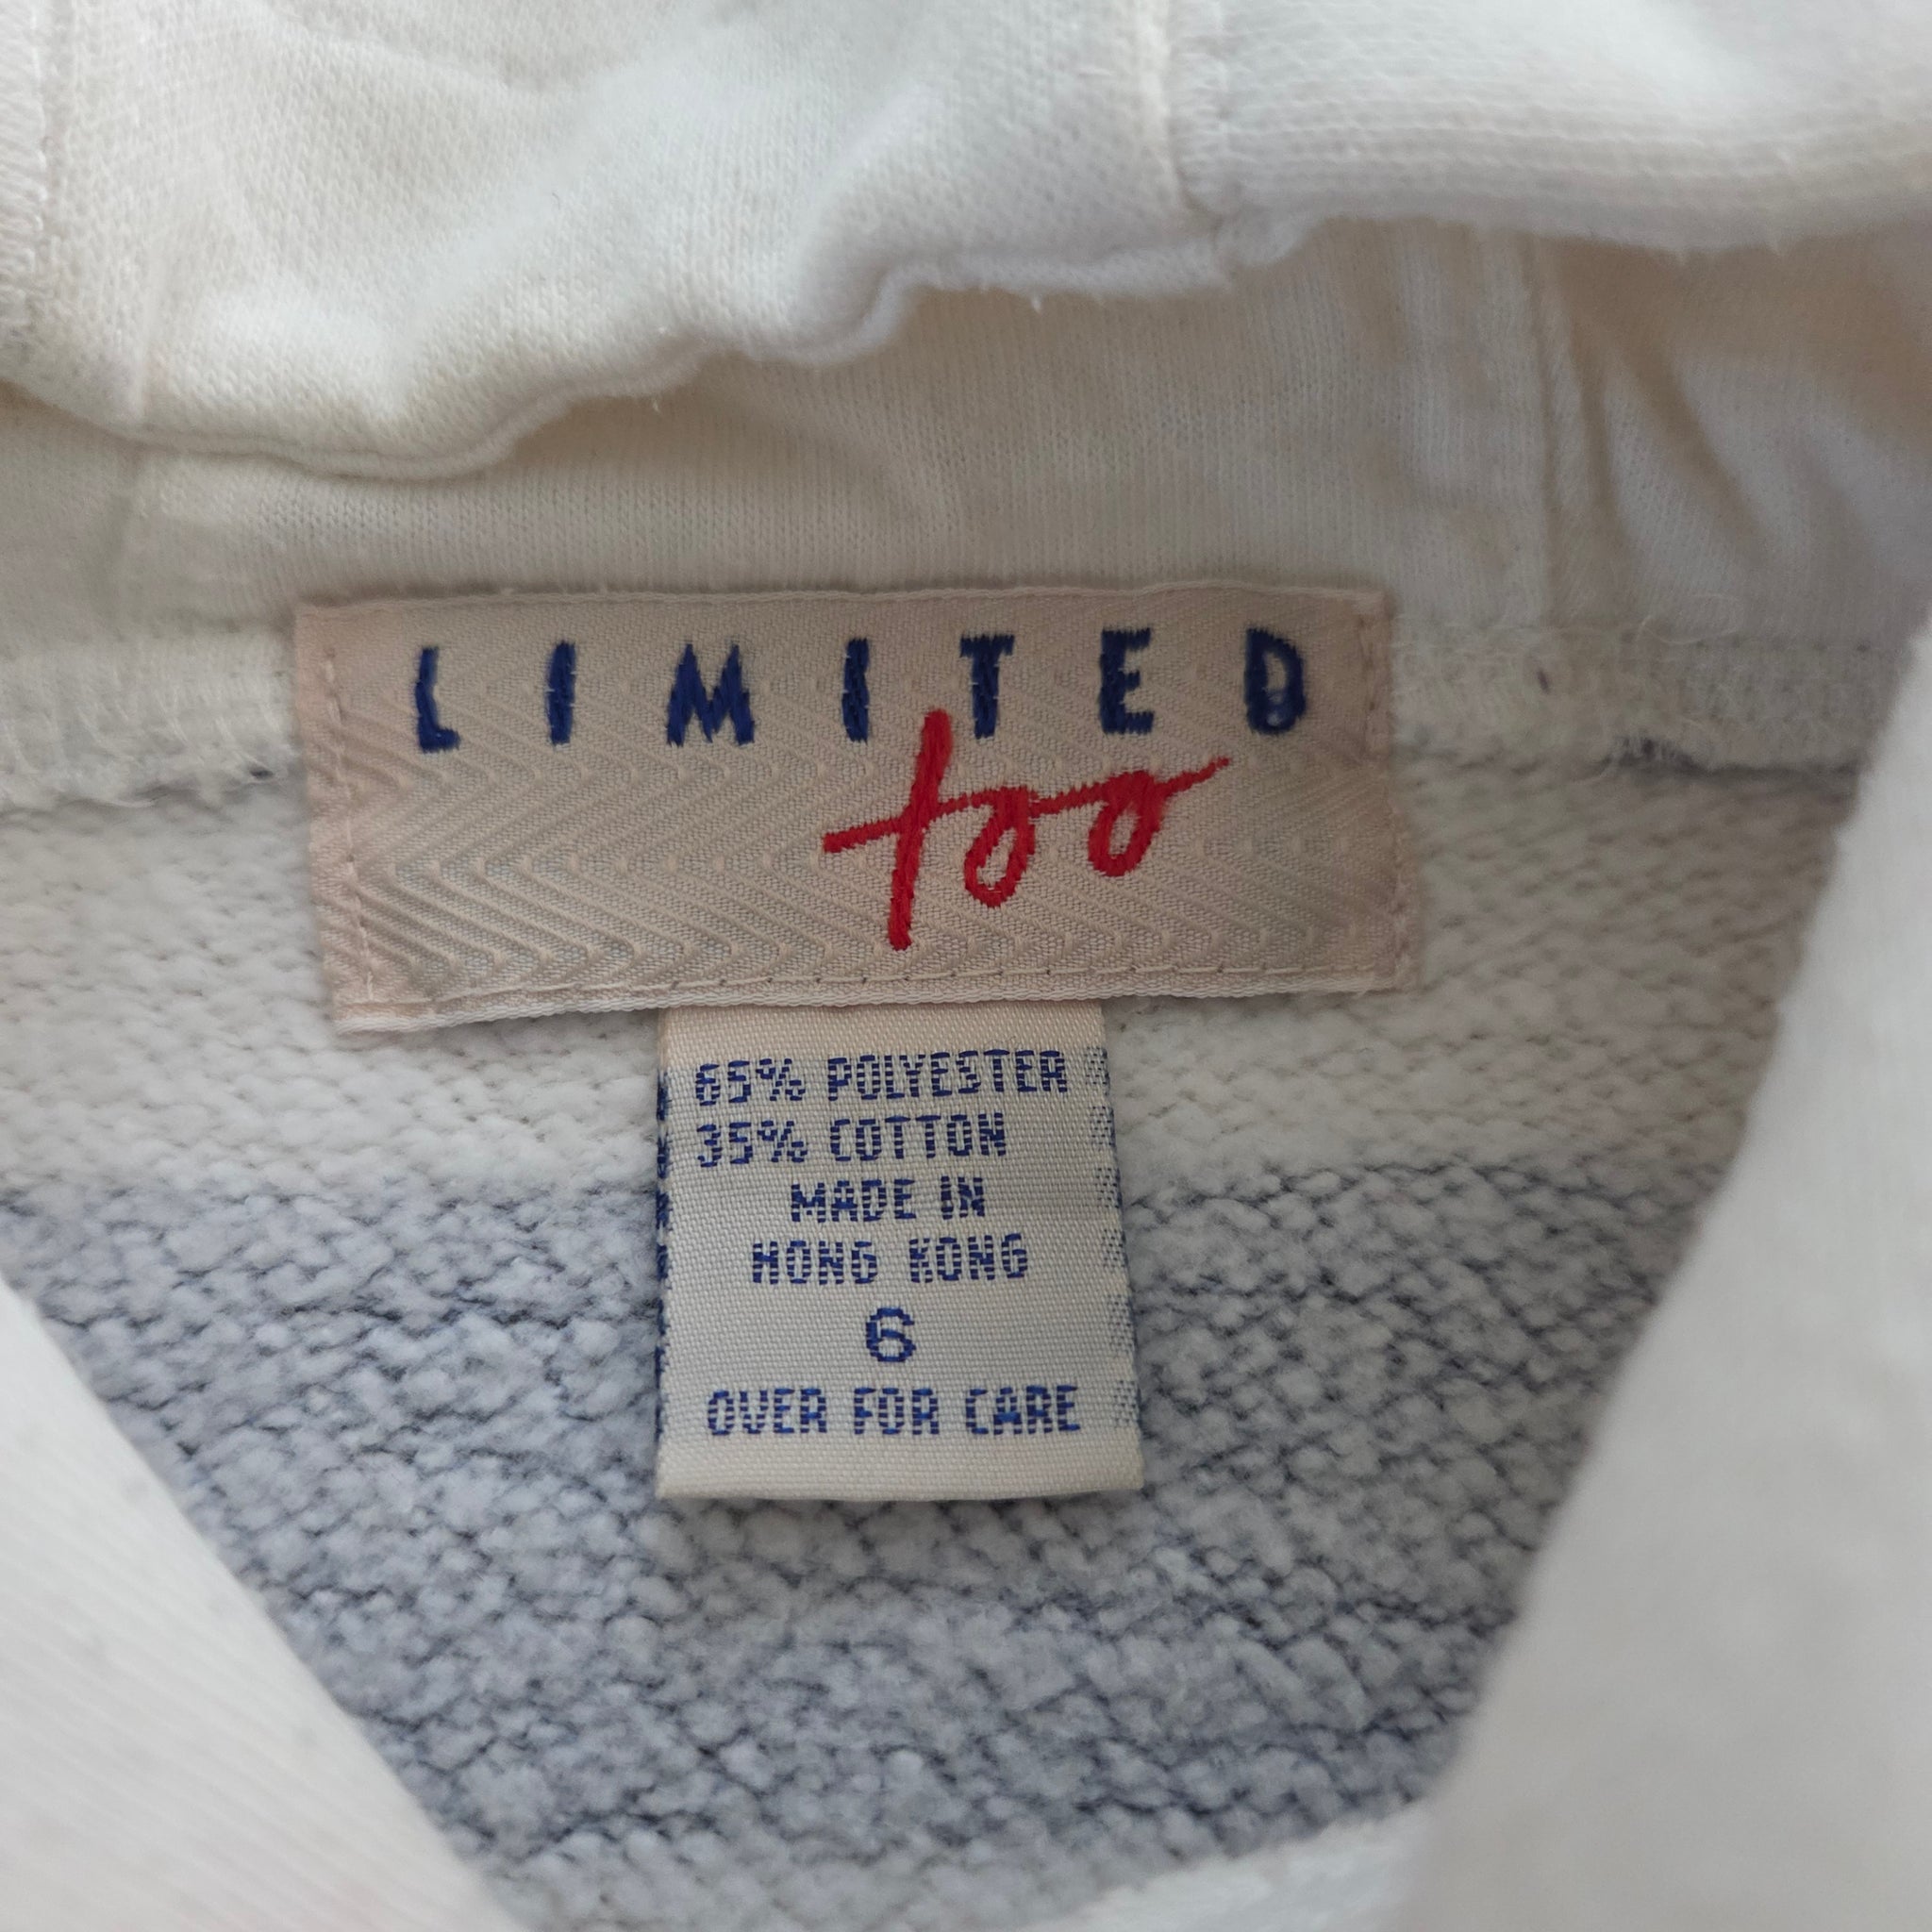 LIMITED
too
65% POLYESTER
35% COTTON
MADE IN
HONG KONG
6
OVER FOR CARE